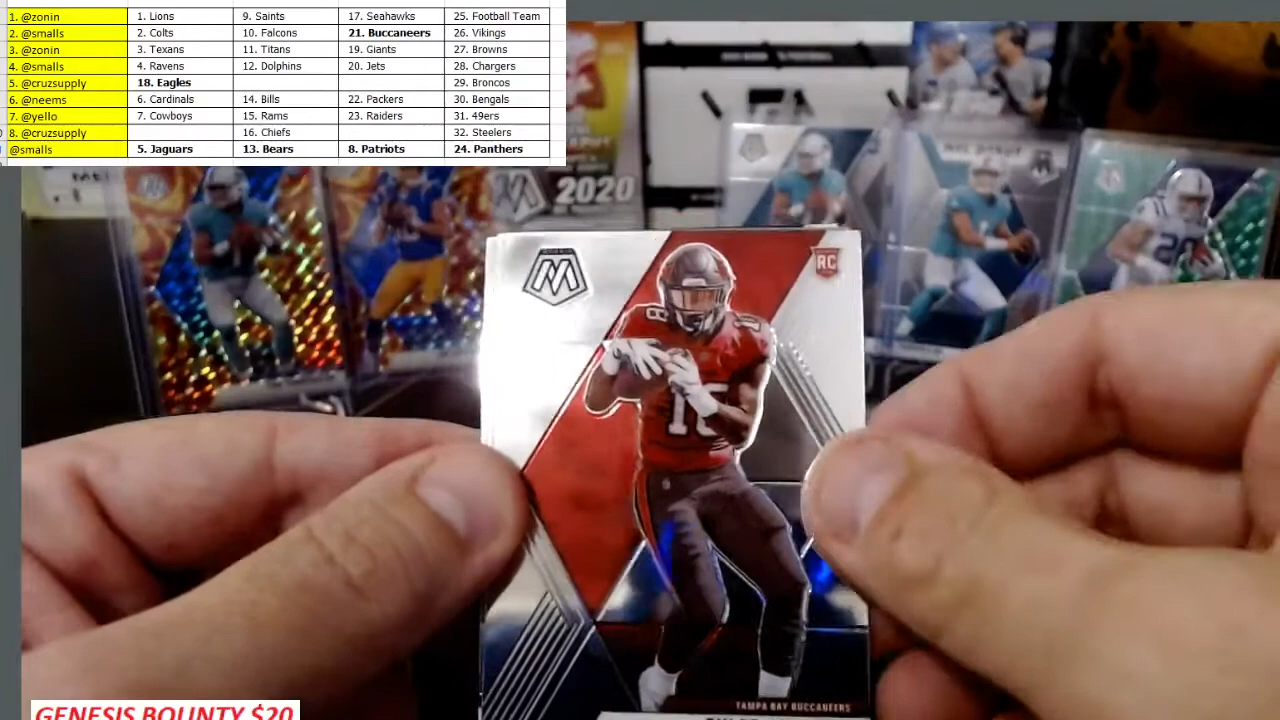 1. @zonin 1. Lions 9. Saints 17. Seahawks 25. Football Team
2. @smalls 2. Colts 10. Falcons 21. Buccaneers 26. Vikings
3. @zonin 3. Texans 11. Titans 19. Giants 27. Browns
4. @smalls 4. Ravens 12. Dolphins 20. Jets 28. Chargers
5. @cruzsupply 18. Eagles 29. Broncos
6. @neems 6. Cardinals 14. Bills 22. Packers 30. Bengals
7. @yello 7. Cowboys 15. Rams 23. Raiders 31. 49ers
8. @cruzsupply 16. Chiefs 32. Steelers
@smalls 5. Jaguars 13. Bears 8. Patriots 24. Panthers
2020
M
RC
18
20
TAMPA BAY BUCCANEERS
GENESIS BOUNTY $20